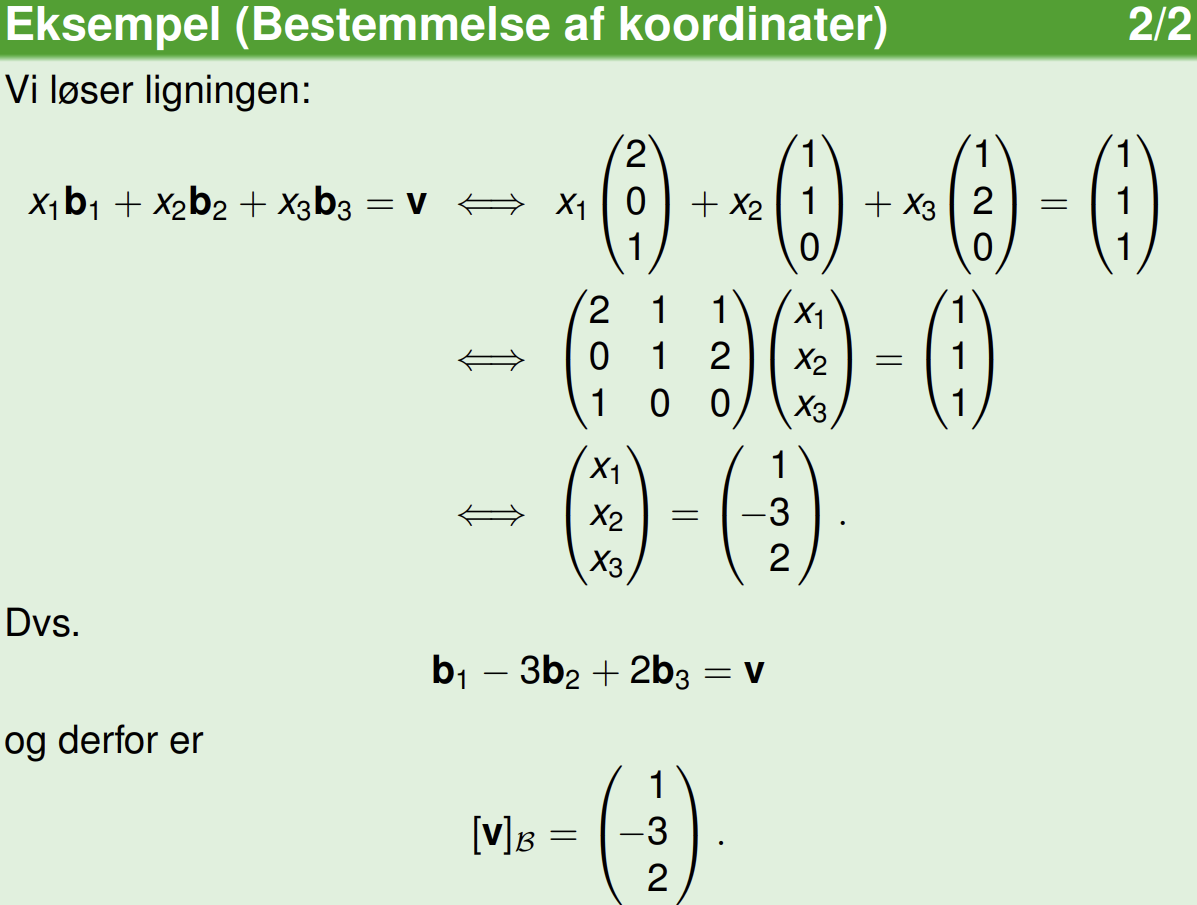 Eksempel (Bestemmelse af koordinater) 2/2
Vi løser ligningen:
x₁b₁ + x₂b₂ + x₃b₃ = v ⟺ x₁ (2 0 1) + x₂ (1 1 0) + x₃ (1 2 0) = (1 1 1)
⟺ (2 1 1; 0 1 2; 1 0 0) (x₁ x₂ x₃) = (1 1 1)
⟺ (x₁ x₂ x₃) = (1 −3 2) .
Dvs.
b₁ − 3b₂ + 2b₃ = v
og derfor er
[v]ℬ = (1 −3 2) .